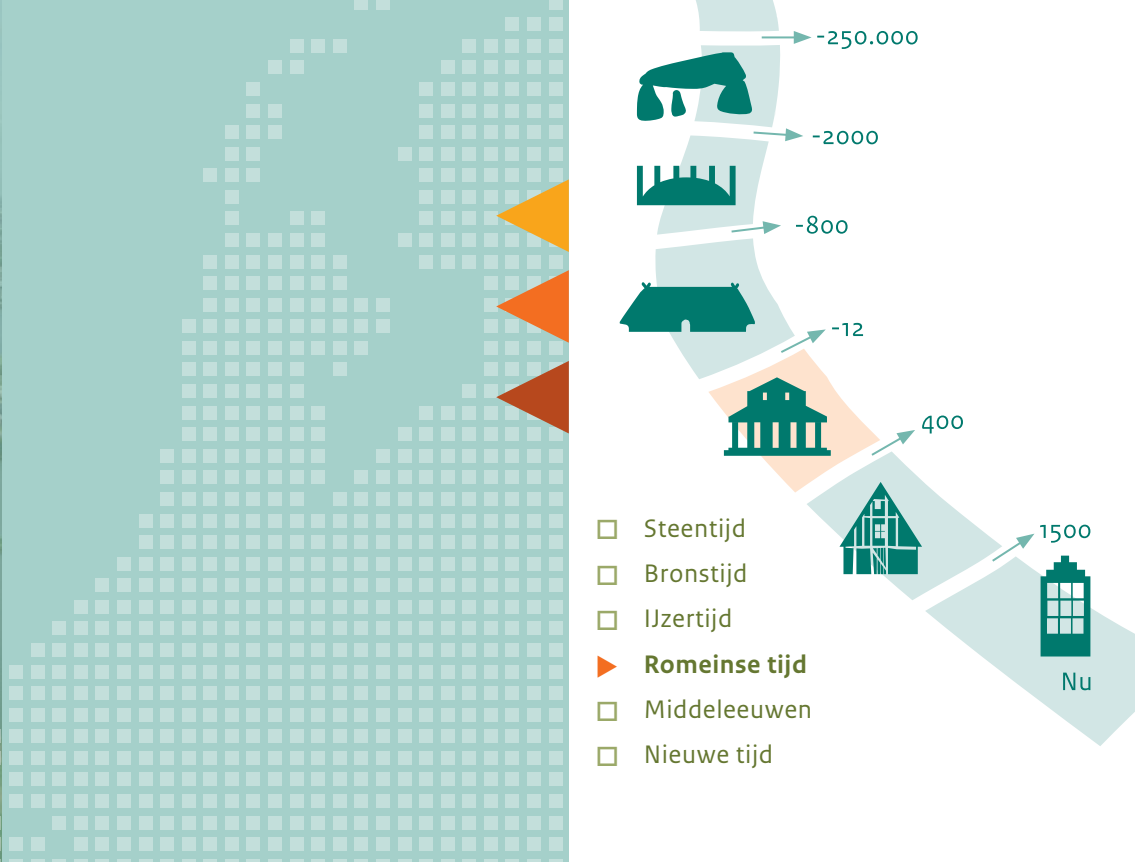 -250.000
-2000
-800
-12
400
1500
Nu
Steentijd
Bronstijd
IJzertijd
Romeinse tijd
Middeleeuwen
Nieuwe tijd